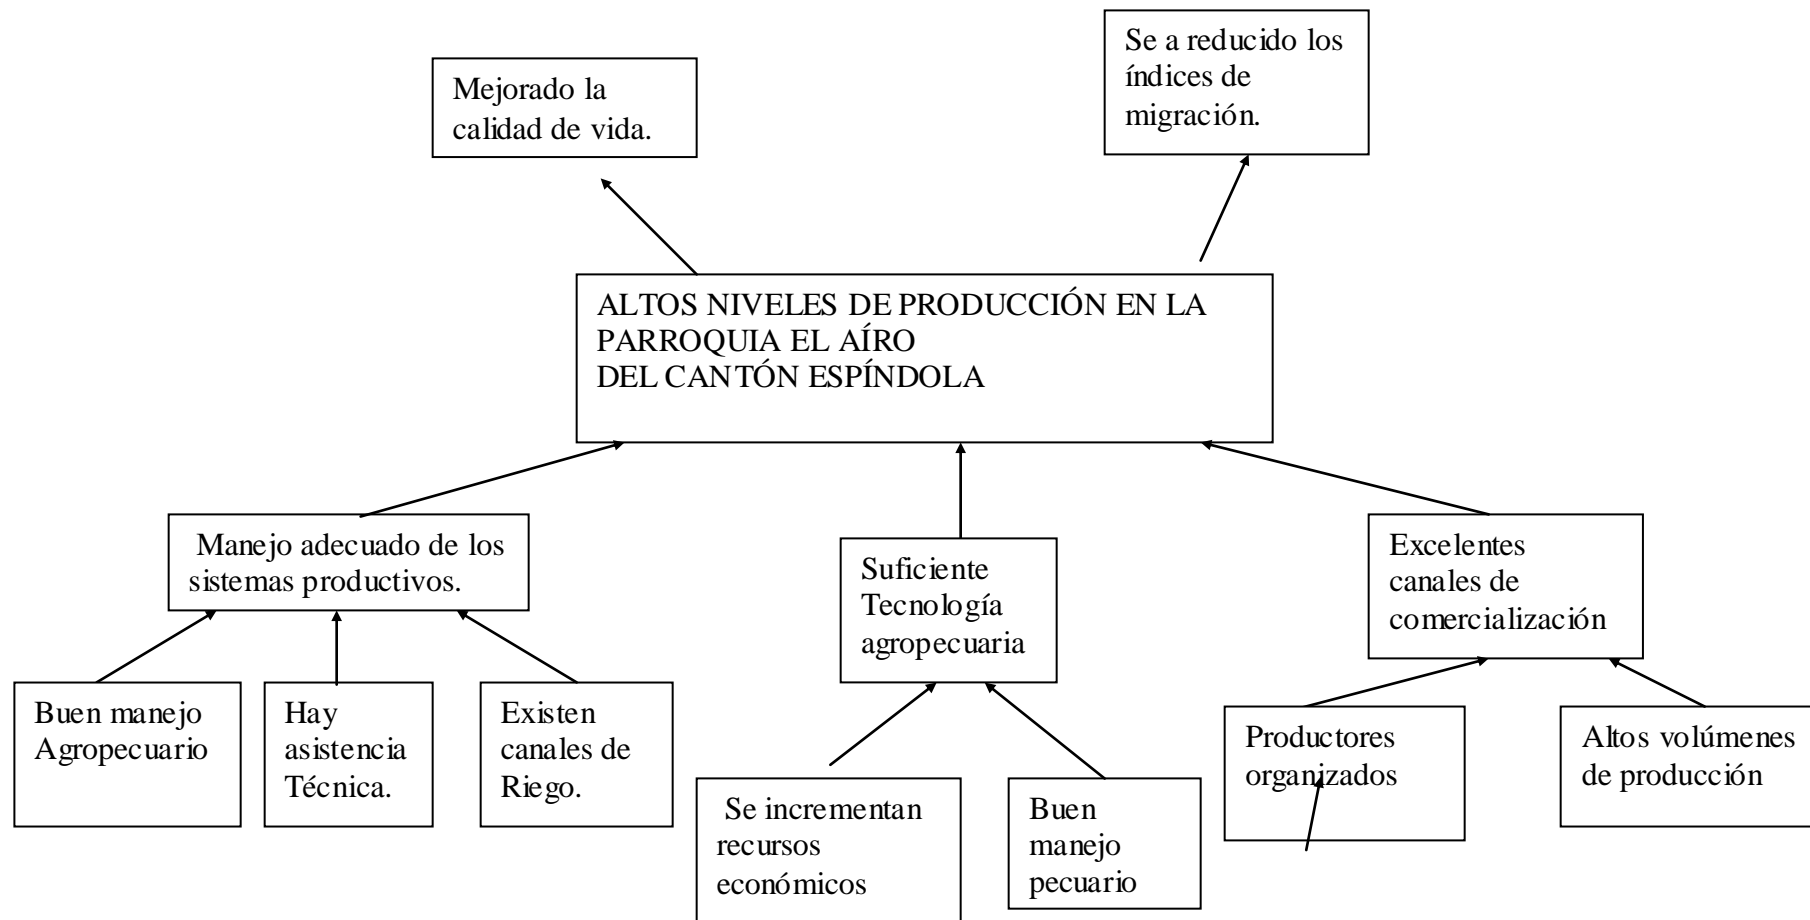 Mejorado la
calidad de vida.
Se a reducido los
índices de
migración.
ALTOS NIVELES DE PRODUCCIÓN EN LA
PARROQUIA EL AÍRO
DEL CANTÓN ESPÍNDOLA
Manejo adecuado de los
sistemas productivos.
Suficiente
Tecnología
agropecuaria
Excelentes
canales de
comercialización
Buen manejo
Agropecuario
Hay
asistencia
Técnica.
Existen
canales de
Riego.
Se incrementan
recursos
económicos
Buen
manejo
pecuario
Productores
organizados
Altos volúmenes
de producción